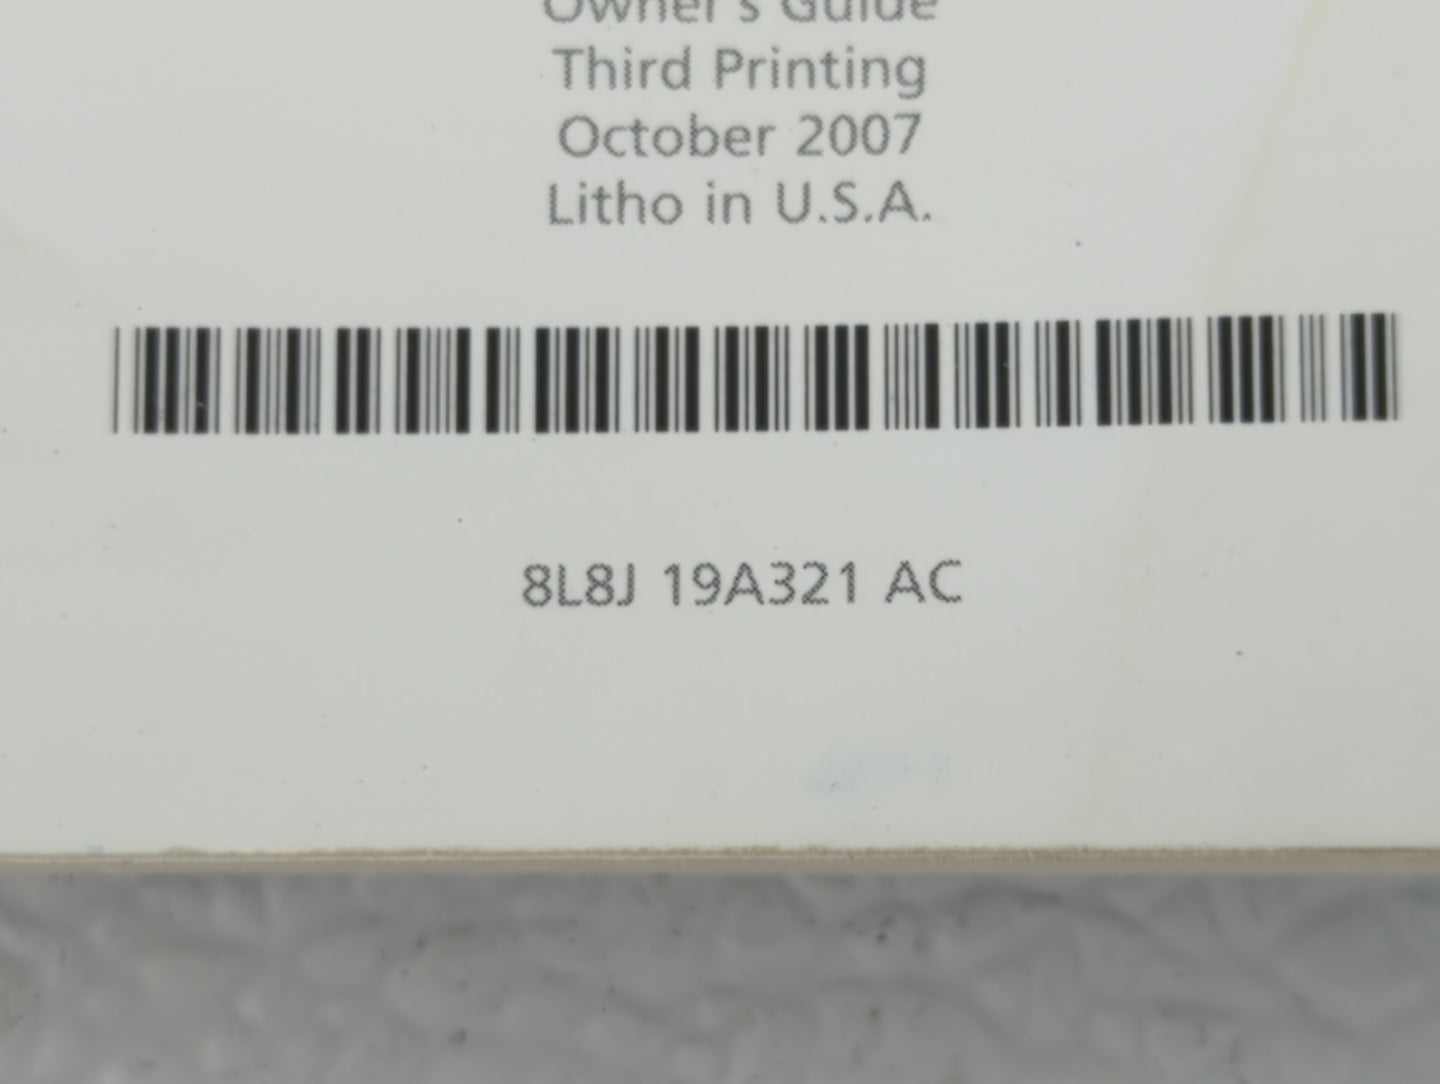 Owner's Guide
Third Printing
October 2007
Litho in U.S.A.
8L8J 19A321 AC